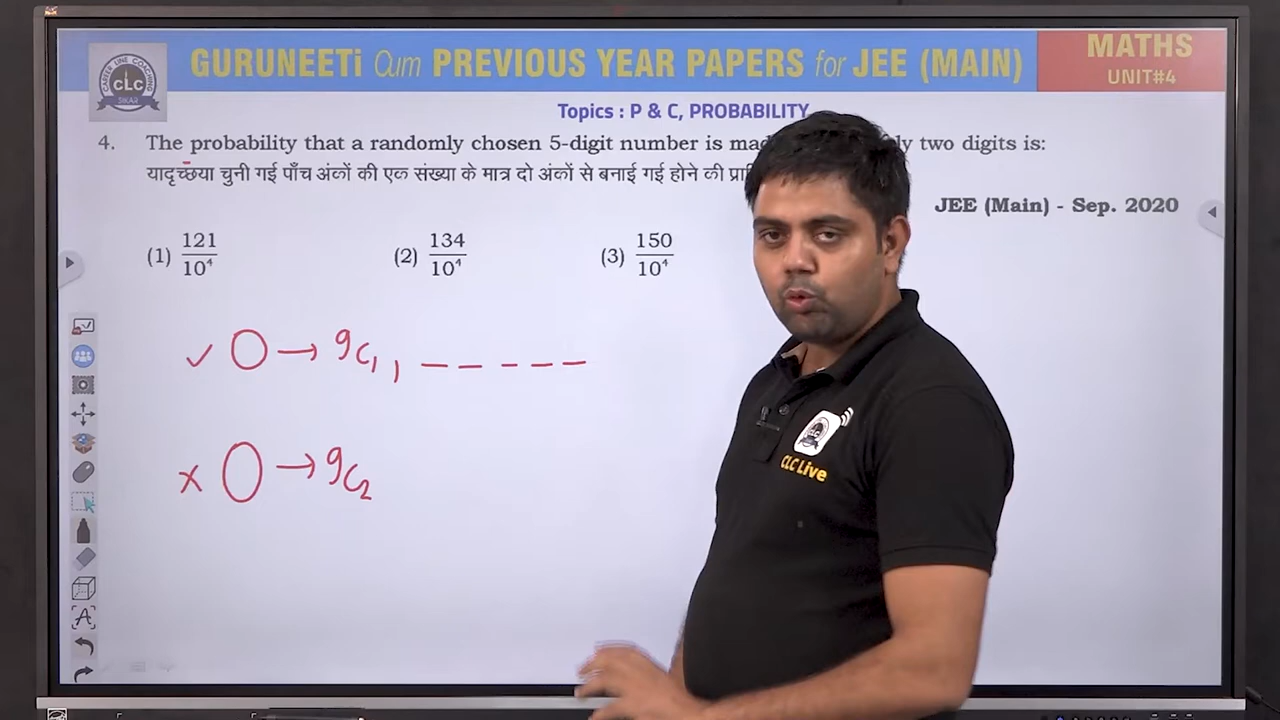 GURUNEETi Cum PREVIOUS YEAR PAPERS for JEE (MAIN)
MATHS
UNIT#4
CLC
SIKAR
Topics : P & C, PROBABILITY
4. The probability that a randomly chosen 5-digit number is two digits is:
यादृच्छया चुनी गई पाँच अंकों की एक संख्या के मात्र दो अंकों से बनाई गई होने की
JEE (Main) - Sep. 2020
(1) 121/10⁴ (2) 134/10⁴ (3) 150/10⁴
✓ 0 → 9C₁, _ _ _ _ _
× 0 → 9C₂
CLC Live